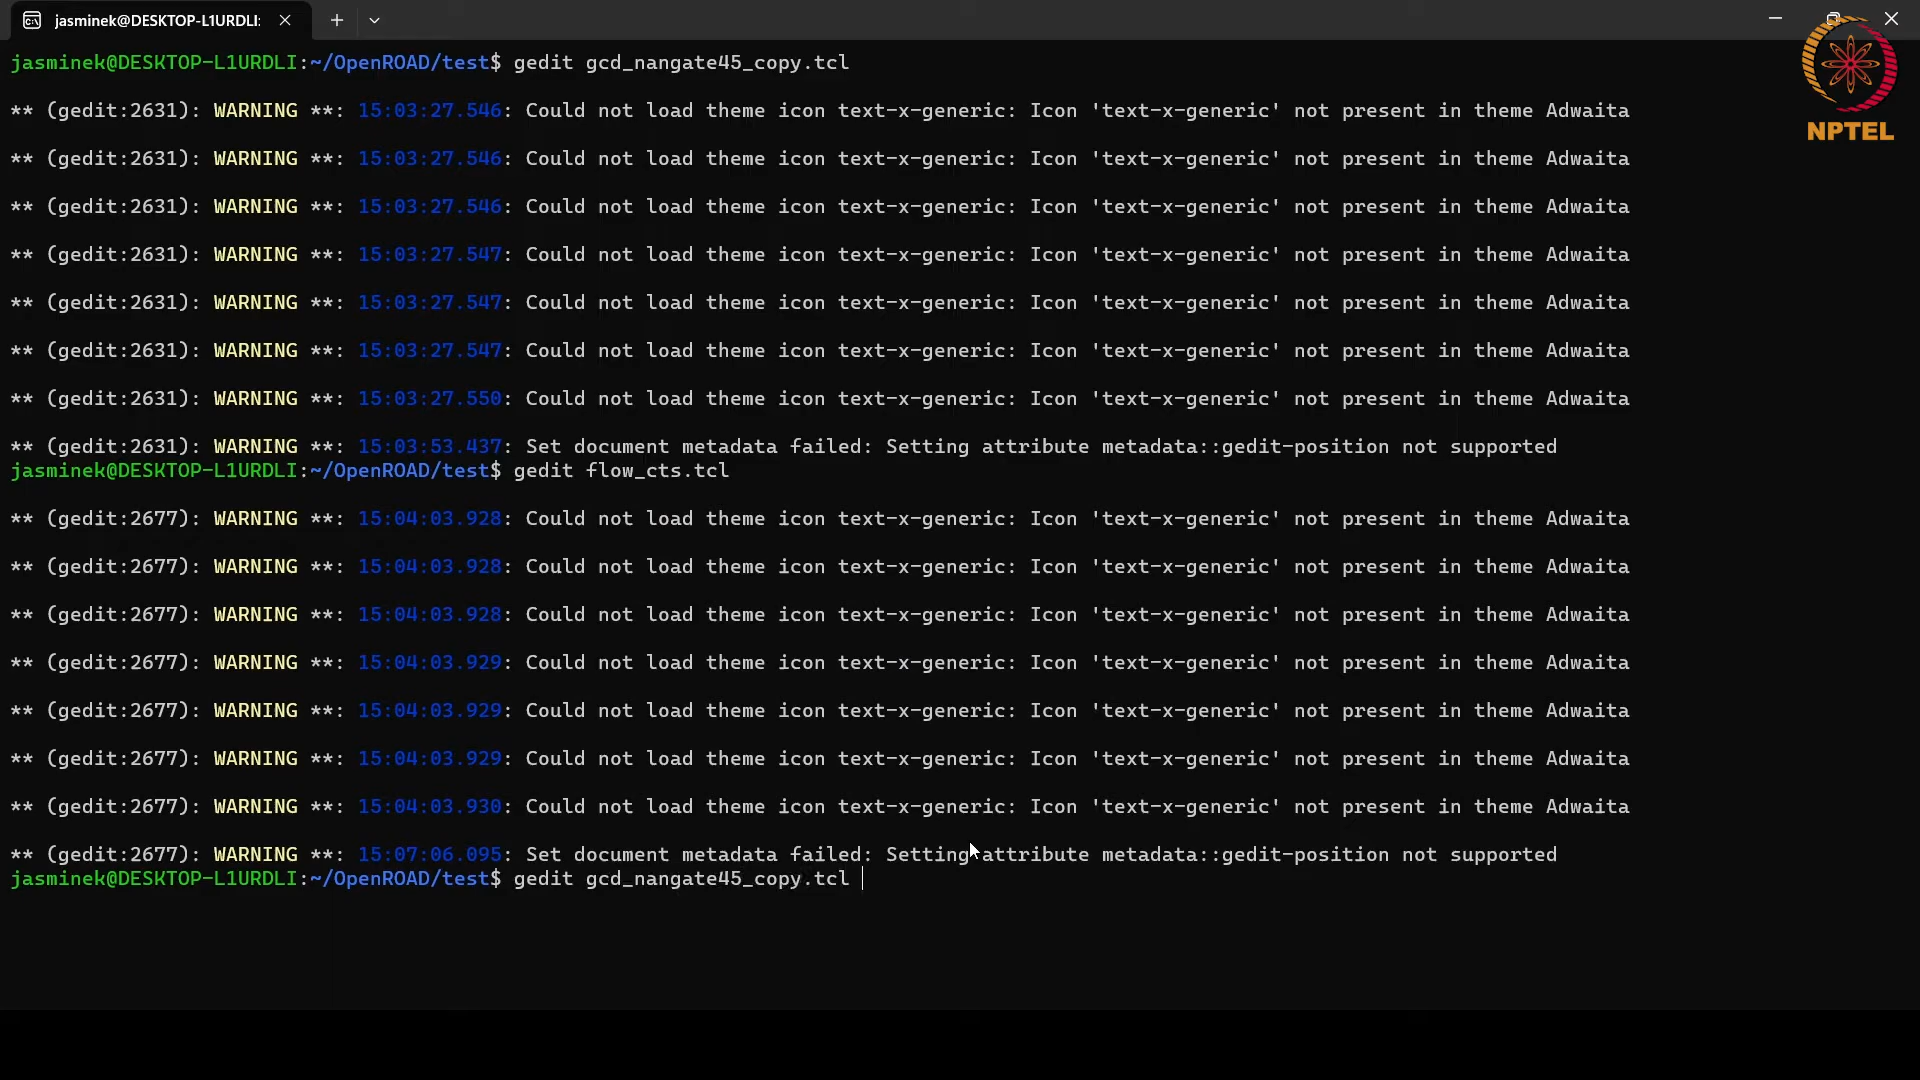 jasminek@DESKTOP-L1URDLI:
NPTEL
jasminek@DESKTOP-L1URDLI:~/OpenROAD/test$ gedit gcd_nangate45_copy.tcl
** (gedit:2631): WARNING **: 15:03:27.546: Could not load theme icon text-x-generic: Icon 'text-x-generic' not present in theme Adwaita
** (gedit:2631): WARNING **: 15:03:27.546: Could not load theme icon text-x-generic: Icon 'text-x-generic' not present in theme Adwaita
** (gedit:2631): WARNING **: 15:03:27.546: Could not load theme icon text-x-generic: Icon 'text-x-generic' not present in theme Adwaita
** (gedit:2631): WARNING **: 15:03:27.547: Could not load theme icon text-x-generic: Icon 'text-x-generic' not present in theme Adwaita
** (gedit:2631): WARNING **: 15:03:27.547: Could not load theme icon text-x-generic: Icon 'text-x-generic' not present in theme Adwaita
** (gedit:2631): WARNING **: 15:03:27.547: Could not load theme icon text-x-generic: Icon 'text-x-generic' not present in theme Adwaita
** (gedit:2631): WARNING **: 15:03:27.550: Could not load theme icon text-x-generic: Icon 'text-x-generic' not present in theme Adwaita
** (gedit:2631): WARNING **: 15:03:53.437: Set document metadata failed: Setting attribute metadata::gedit-position not supported
jasminek@DESKTOP-L1URDLI:~/OpenROAD/test$ gedit flow_cts.tcl
** (gedit:2677): WARNING **: 15:04:03.928: Could not load theme icon text-x-generic: Icon 'text-x-generic' not present in theme Adwaita
** (gedit:2677): WARNING **: 15:04:03.928: Could not load theme icon text-x-generic: Icon 'text-x-generic' not present in theme Adwaita
** (gedit:2677): WARNING **: 15:04:03.928: Could not load theme icon text-x-generic: Icon 'text-x-generic' not present in theme Adwaita
** (gedit:2677): WARNING **: 15:04:03.929: Could not load theme icon text-x-generic: Icon 'text-x-generic' not present in theme Adwaita
** (gedit:2677): WARNING **: 15:04:03.929: Could not load theme icon text-x-generic: Icon 'text-x-generic' not present in theme Adwaita
** (gedit:2677): WARNING **: 15:04:03.929: Could not load theme icon text-x-generic: Icon 'text-x-generic' not present in theme Adwaita
** (gedit:2677): WARNING **: 15:04:03.930: Could not load theme icon text-x-generic: Icon 'text-x-generic' not present in theme Adwaita
** (gedit:2677): WARNING **: 15:07:06.095: Set document metadata failed: Setting attribute metadata::gedit-position not supported
jasminek@DESKTOP-L1URDLI:~/OpenROAD/test$ gedit gcd_nangate45_copy.tcl